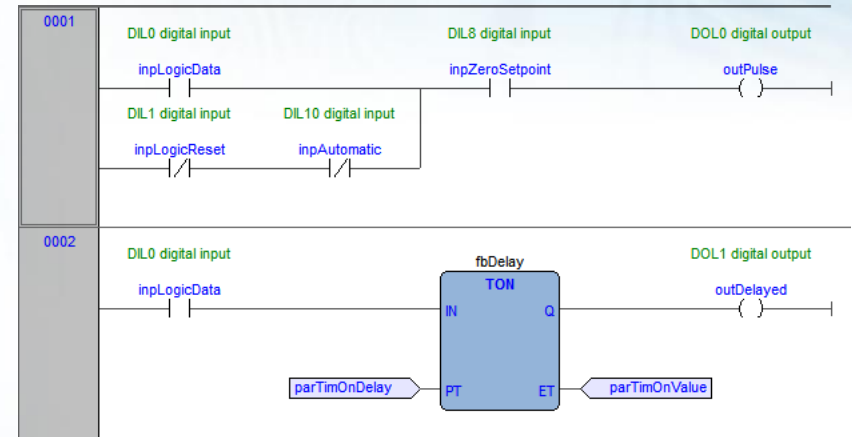 0001
DIL0 digital input DIL8 digital input DOL0 digital output
inpLogicData inpZeroSetpoint outPulse
DIL1 digital input DIL10 digital input
inpLogicReset inpAutomatic
0002
DIL0 digital input DOL1 digital output
fbDelay
TON
inpLogicData outDelayed
IN Q
parTimOnDelay PT ET parTimOnValue